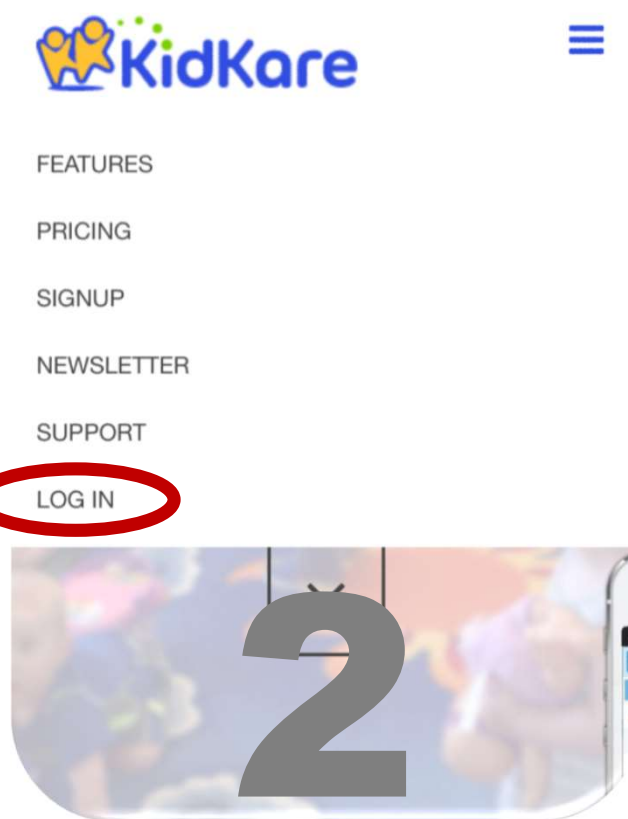 KidKare
FEATURES
PRICING
SIGNUP
NEWSLETTER
SUPPORT
LOG IN
2